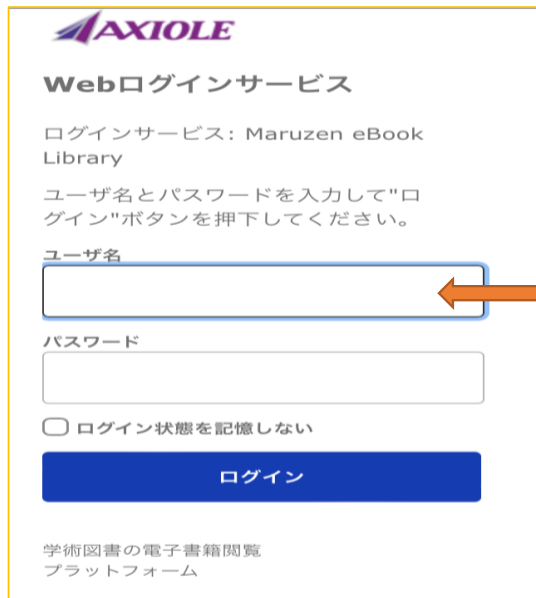 AXIOLE
Webログインサービス
ログインサービス: Maruzen eBook
Library
ユーザ名とパスワードを入力して"ロ
グイン"ボタンを押下してください。
ユーザ名
パスワード
ログイン状態を記憶しない
ログイン
学術図書の電子書籍閲覧
プラットフォーム